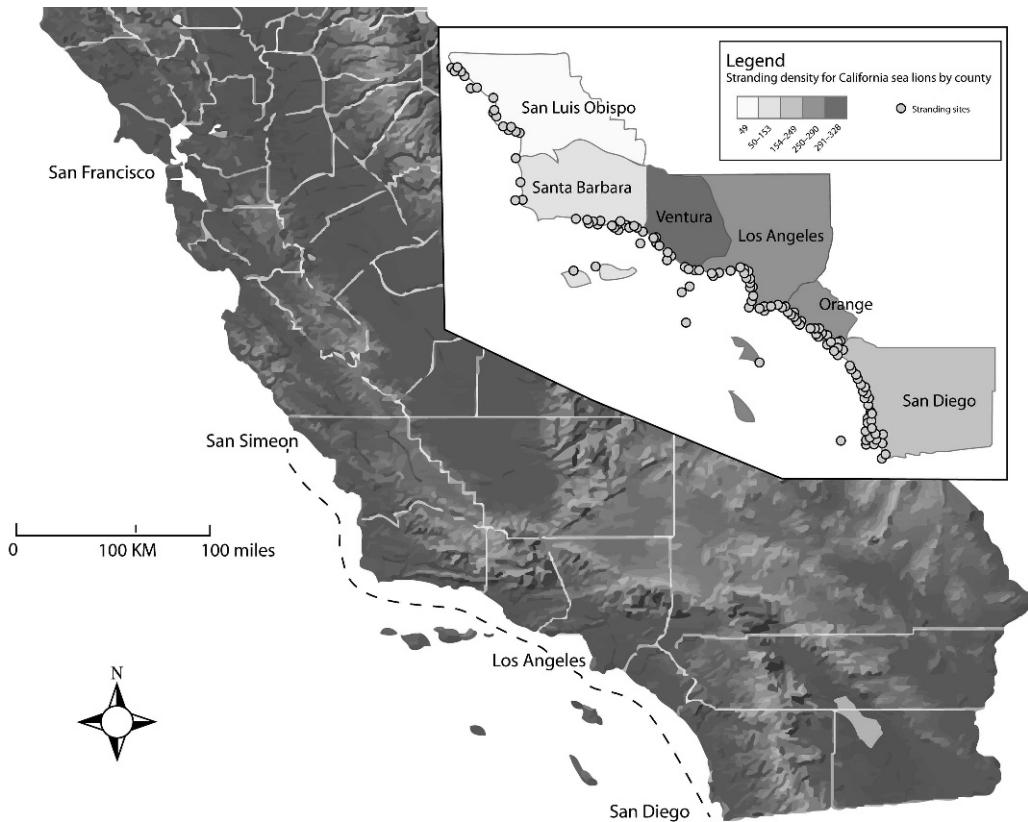 Legend
Stranding density for California sea lions by county
49
50–153
154–249
250–290
291–328
Stranding sites
San Luis Obispo
Santa Barbara
Ventura
Los Angeles
Orange
San Diego
San Francisco
San Simeon
0 100 KM 100 miles
Los Angeles
N
San Diego